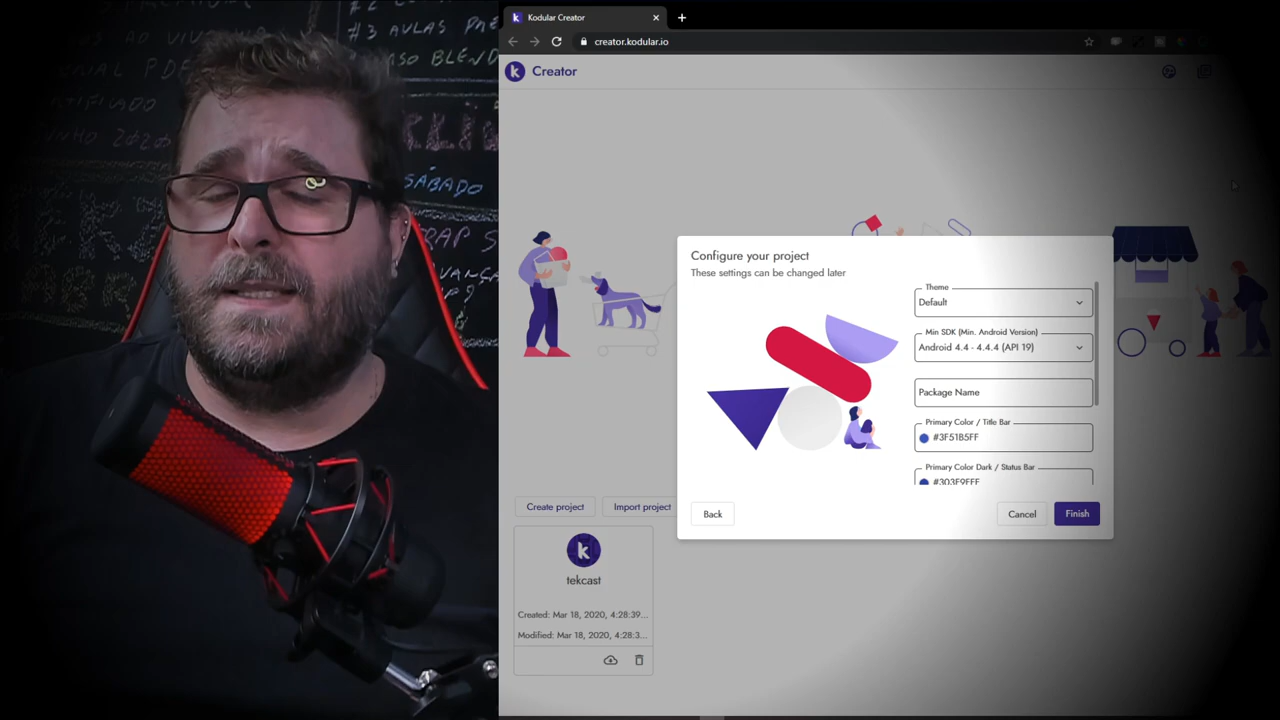 #3 AULAS
SÁBADO
Kodular Creator
creator.kodular.io
Creator
Configure your project
These settings can be changed later
Theme
Default
Min SDK (Min. Android Version)
Android 4.4 - 4.4.4 (API 19)
Package Name
Primary Color / Title Bar
#3F51B5FF
Primary Color Dark / Status Bar
#303F9FFF
Back
Cancel
Finish
Create project
Import project
tekcast
Created: Mar 18, 2020, 4:28:39...
Modified: Mar 18, 2020, 4:28:3...